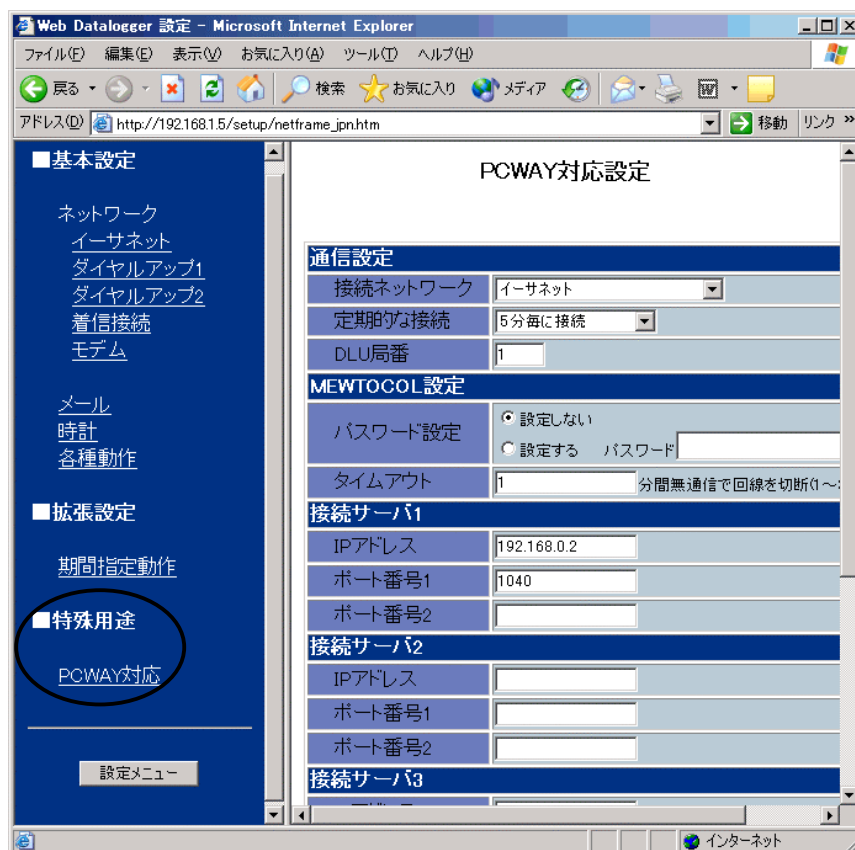 Web Datalogger 設定 - Microsoft Internet Explorer
ファイル(F) 編集(E) 表示(V) お気に入り(A) ツール(T) ヘルプ(H)
戻る 検索 お気に入り メディア
アドレス(D) http://192.168.1.5/setup/netframe_jpn.htm 移動 リンク »
■基本設定
ネットワーク
イーサネット
ダイヤルアップ1
ダイヤルアップ2
着信接続
モデム
メール
時計
各種動作
■拡張設定
期間指定動作
■特殊用途
PCWAY対応
設定メニュー
PCWAY対応設定
通信設定
接続ネットワーク イーサネット
定期的な接続 5分毎に接続
DLU局番 1
MEWTOCOL設定
パスワード設定 設定しない
設定する パスワード
タイムアウト 1 分間無通信で回線を切断(1~
接続サーバ1
IPアドレス 192.168.0.2
ポート番号1 1040
ポート番号2
接続サーバ2
IPアドレス
ポート番号1
ポート番号2
接続サーバ3
インターネット